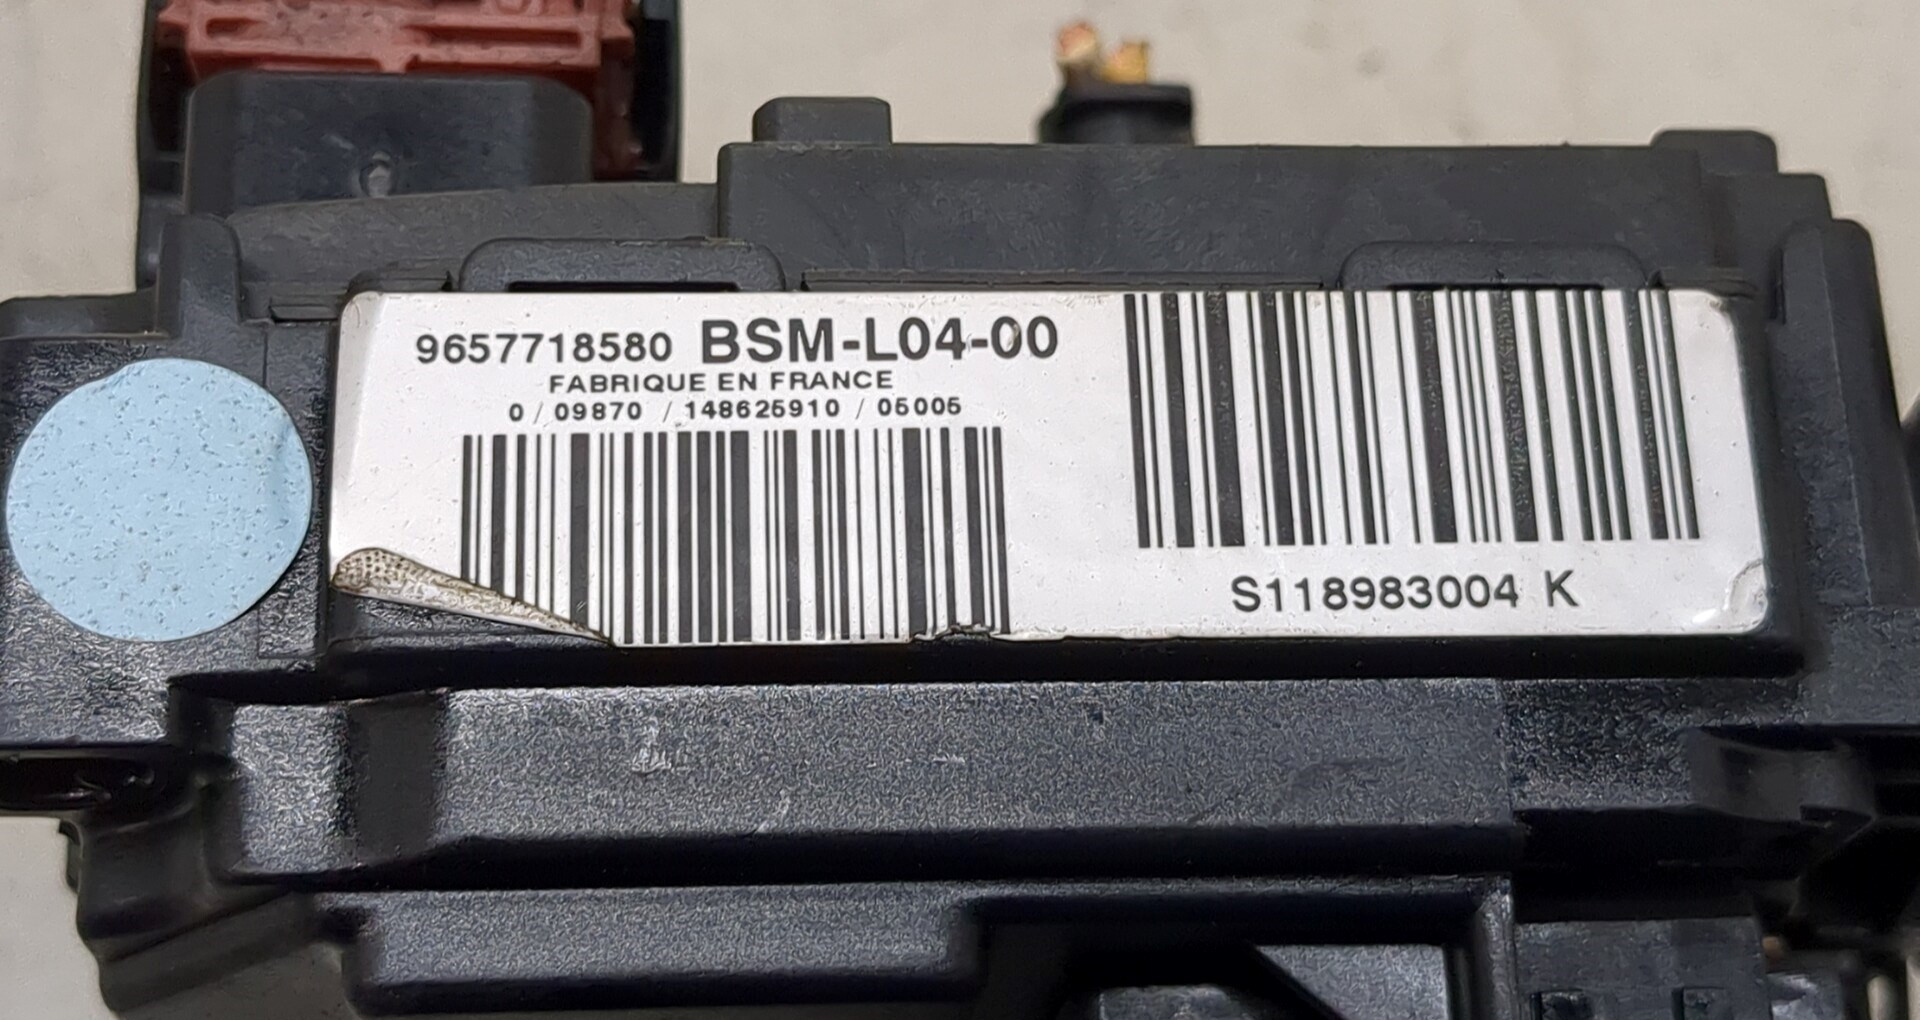 9657718580 BSM-L04-00
FABRIQUE EN FRANCE
0 / 09870 / 148625910 / 05005
S118983004 K